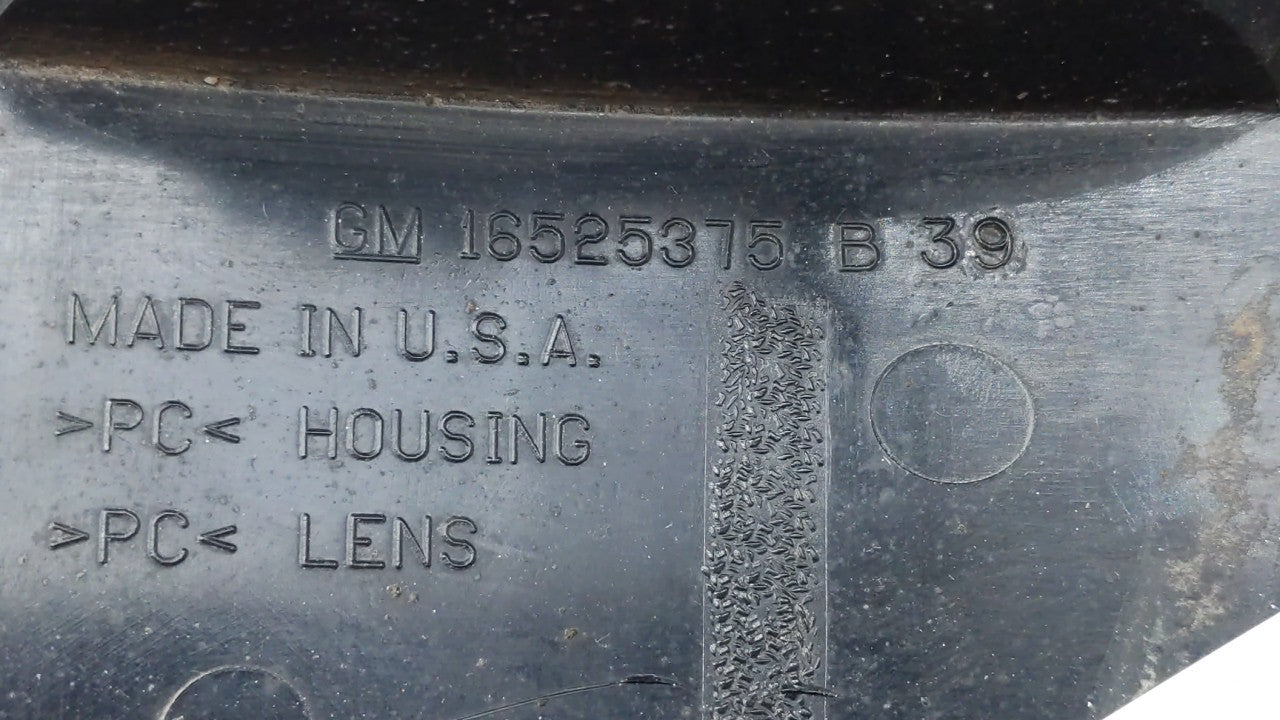 GM 16525375 B 39
MADE IN U.S.A.
>PC< HOUSING
>PC< LENS